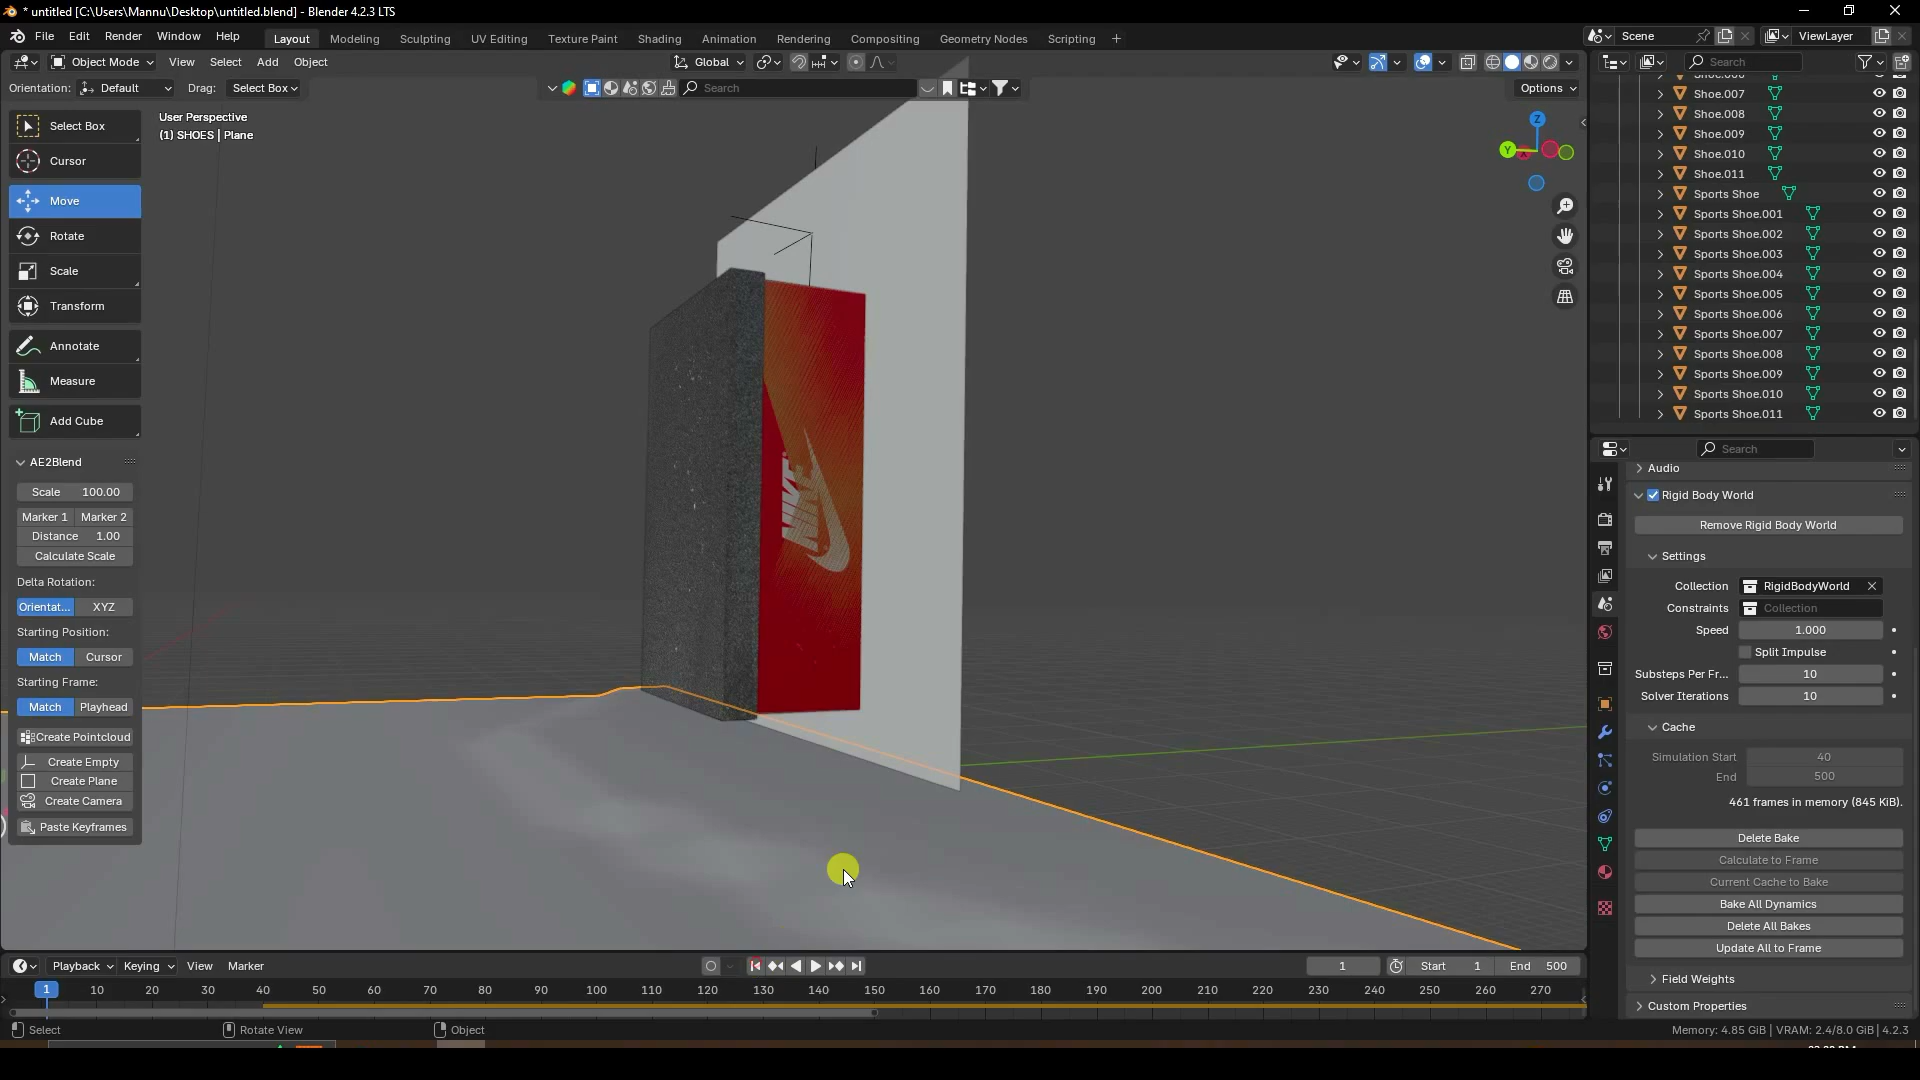 * untitled [C:\Users\Mannu\Desktop\untitled.blend] - Blender 4.2.3 LTS
File Edit Render Window Help
Layout Modeling Sculpting UV Editing Texture Paint Shading Animation Rendering Compositing Geometry Nodes Scripting +
Scene ViewLayer
Object Mode View Select Add Object Global
Search
Orientation: Default Drag: Select Box
Search Options
User Perspective
(1) SHOES | Plane
Z
Y
X
Select Box
Cursor
Move
Rotate
Scale
Transform
Annotate
Measure
Add Cube
AE2Blend
Scale 100.00
Marker 1 Marker 2
Distance 1.00
Calculate Scale
Delta Rotation:
Orientat... XYZ
Starting Position:
Match Cursor
Starting Frame:
Match Playhead
Create Pointcloud
Create Empty
Create Plane
Create Camera
Paste Keyframes
Shoe.006
Shoe.007
Shoe.008
Shoe.009
Shoe.010
Shoe.011
Sports Shoe
Sports Shoe.001
Sports Shoe.002
Sports Shoe.003
Sports Shoe.004
Sports Shoe.005
Sports Shoe.006
Sports Shoe.007
Sports Shoe.008
Sports Shoe.009
Sports Shoe.010
Sports Shoe.011
Search
Audio
Rigid Body World
Remove Rigid Body World
Settings
Collection RigidBodyWorld
Constraints Collection
Speed 1.000
Split Impulse
Substeps Per Fr... 10
Solver Iterations 10
Cache
Simulation Start 40
End 500
461 frames in memory (845 KiB).
Delete Bake
Calculate to Frame
Current Cache to Bake
Bake All Dynamics
Delete All Bakes
Update All to Frame
Field Weights
Custom Properties
Playback Keying View Marker
1 Start 1 End 500
1 10 20 30 40 50 60 70 80 90 100 110 120 130 140 150 160 170 180 190 200 210 220 230 240 250 260 270
Select Rotate View Object
Memory: 4.85 GiB | VRAM: 2.4/8.0 GiB | 4.2.3